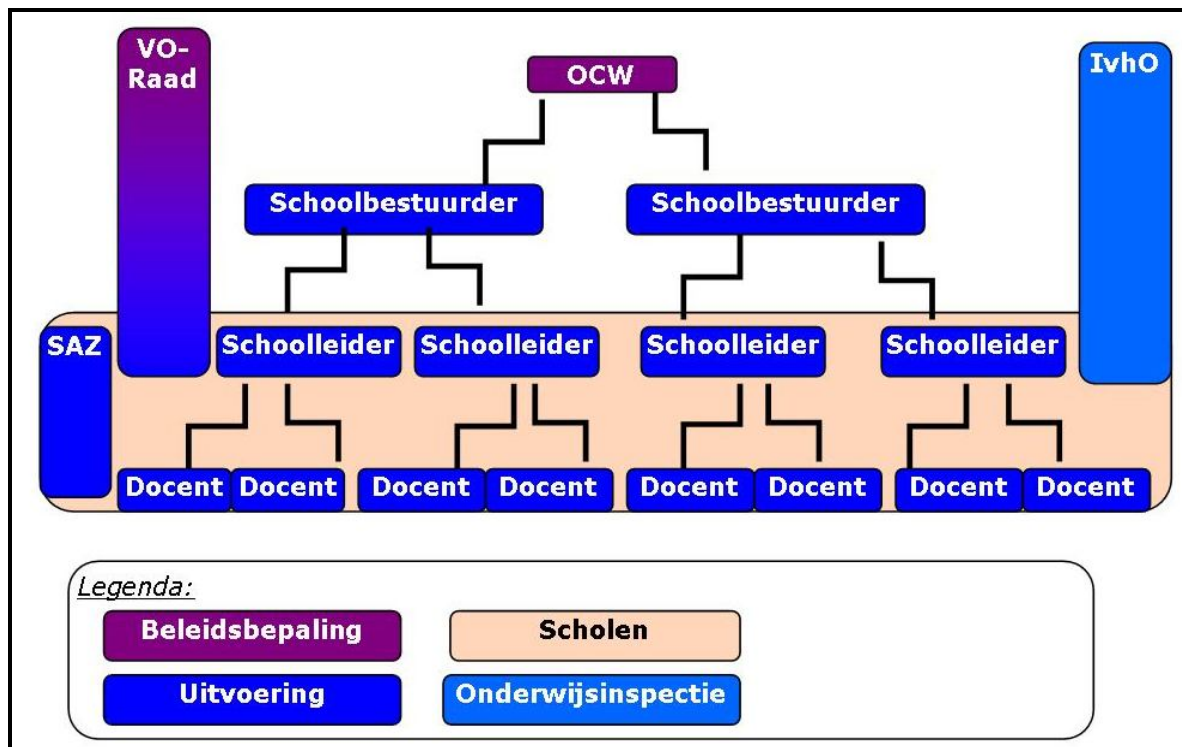 VO-
Raad
OCW
IvhO
Schoolbestuurder
Schoolbestuurder
SAZ
Schoolleider
Schoolleider
Schoolleider
Schoolleider
Docent
Docent
Docent
Docent
Docent
Docent
Docent
Docent
Legenda:
Beleidsbepaling
Scholen
Uitvoering
Onderwijsinspectie